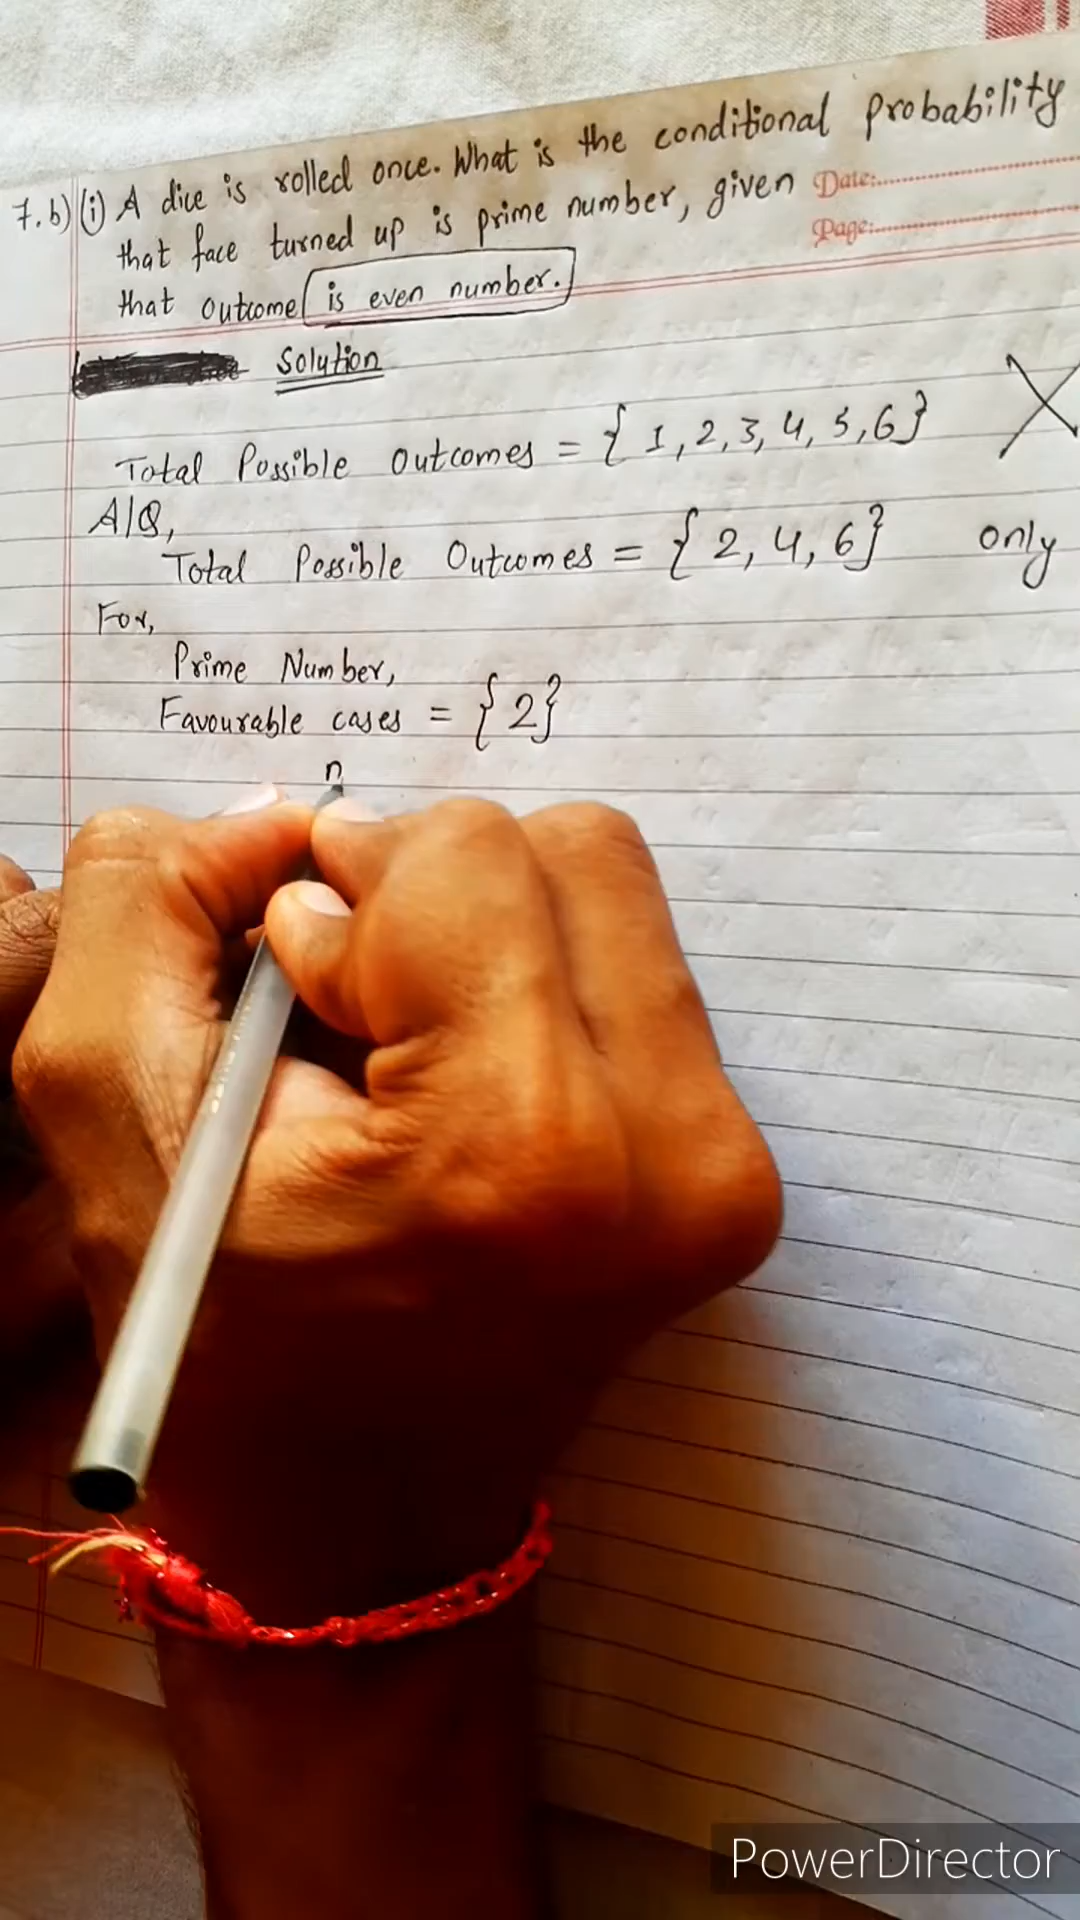 7.b) (i) A dice is rolled once. What is the conditional probability
that face turned up is prime number, given
that outcome is even number.
Date:
Page:
Solution
Total Possible Outcomes = { 1, 2, 3, 4, 5, 6 }
A/Q,
Total Possible Outcomes = { 2, 4, 6 } only
For,
Prime Number,
Favourable cases = { 2 }
n
PowerDirector